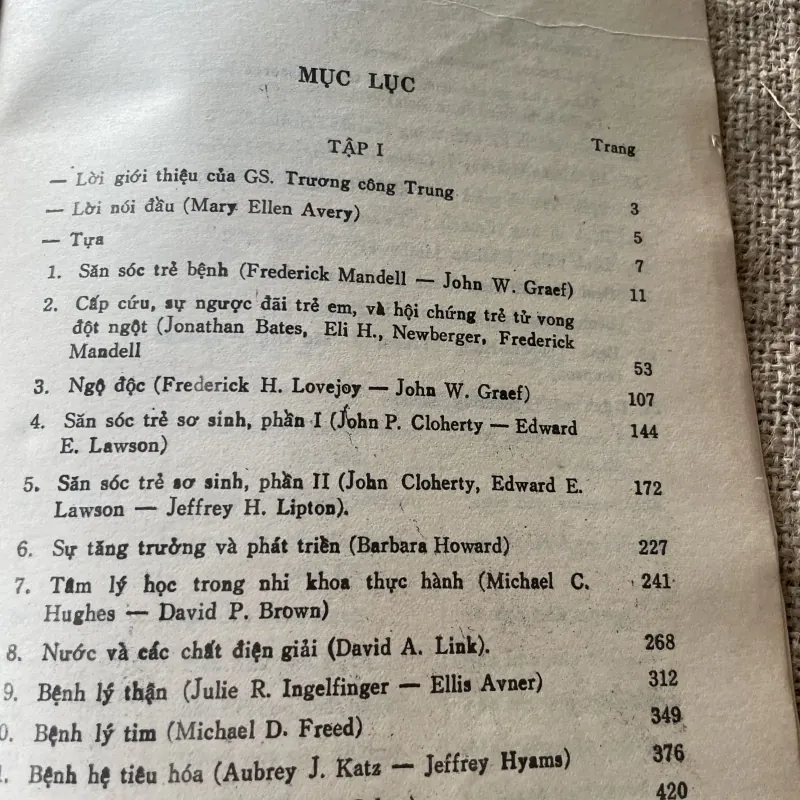 MỤC LỤC
TẬP I Trang
— Lời giới thiệu của GS. Trương công Trung 3
— Lời nói đầu (Mary Ellen Avery) 5
— Tựa 7
1. Săn sóc trẻ bệnh (Frederick Mandell — John W. Graef) 11
2. Cấp cứu, sự ngược đãi trẻ em, và hội chứng trẻ tử vong
đột ngột (Jonathan Bates, Eli H., Newberger, Frederick
Mandell 53
3. Ngộ độc (Frederick H. Lovejoy — John W. Graef) 107
4. Săn sóc trẻ sơ sinh, phần I (John P. Cloherty — Edward 144
E. Lawson)
5. Săn sóc trẻ sơ sinh, phần II (John Cloherty, Edward E. 172
Lawson — Jeffrey H. Lipton).
6. Sự tăng trưởng và phát triển (Barbara Howard) 227
7. Tâm lý học trong nhi khoa thực hành (Michael C. 241
Hughes — David P. Brown)
8. Nước và các chất điện giải (David A. Link). 268
9. Bệnh lý thận (Julie R. Ingelfinger — Ellis Avner) 312
0. Bệnh lý tim (Michael D. Freed) 349
. Bệnh hệ tiêu hóa (Aubrey J. Katz — Jeffrey Hyams) 376
420